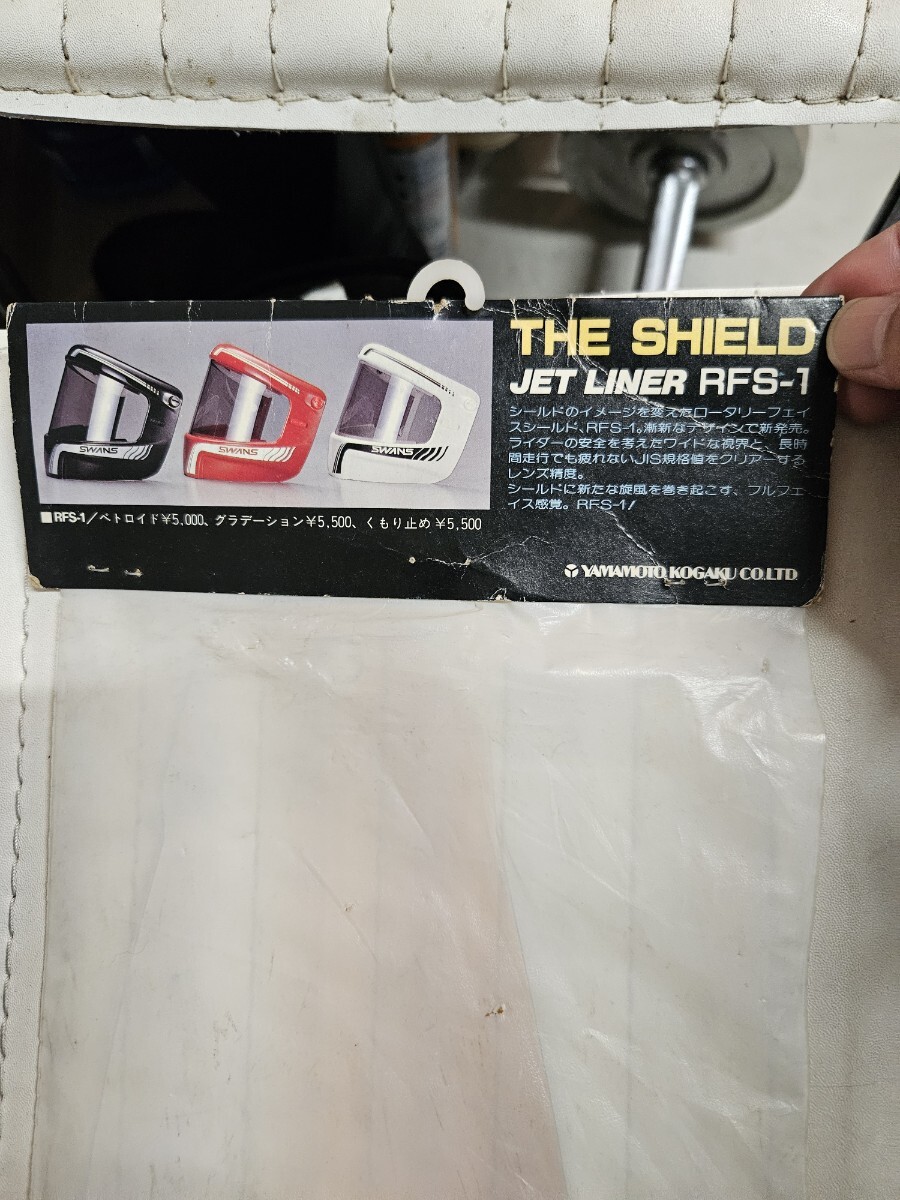 THE SHIELD
JET LINER RFS-1
シールドのイメージを変えたロータリーフェイ
スシールド、RFS-1。漸新なデザインで新発売。
ライダーの安全を考えたワイドな視界と、長時
間走行でも疲れないJIS規格値をクリアーする
レンズ精度。
シールドに新たな旋風を巻き起こす、フルフェ
イス感覚。RFS-1!
SWANS
SWANS
SWANS
■RFS-1/ペトロイド¥5,000、グラデーション¥5,500、くもり止め¥5,500
YAMAMOTO KOGAKU CO.LTD